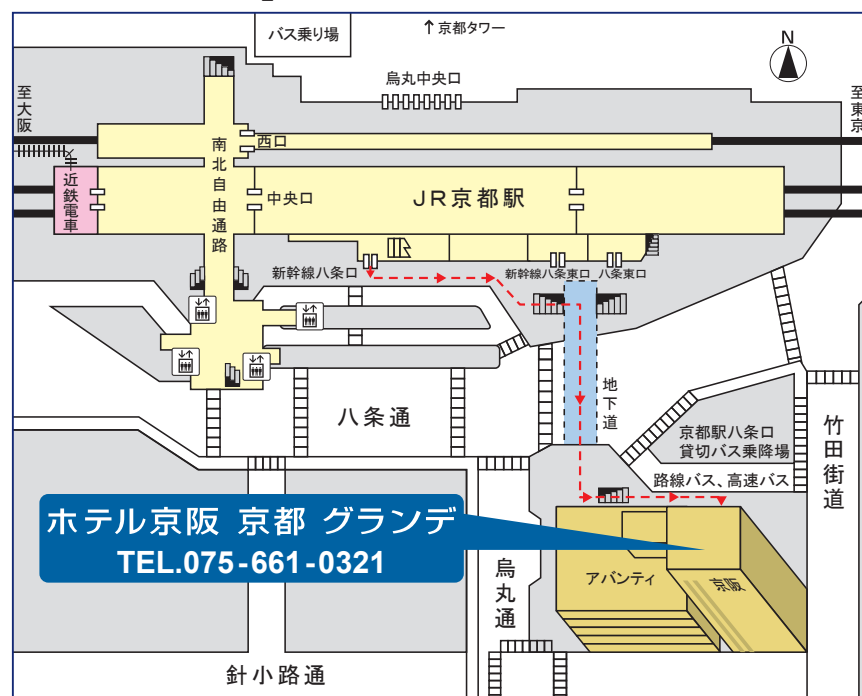 バス乗り場
↑京都タワー
N
烏丸中央口
至大阪
至東京
西口
南北自由通路
近鉄電車
中央口
JR京都駅
新幹線八条口
新幹線八条東口
八条東口
地下道
八条通
京都駅八条口
貸切バス乗降場
竹田街道
路線バス、高速バス
ホテル京阪 京都 グランデ
TEL.075-661-0321
アバンティ
京阪
烏丸通
針小路通